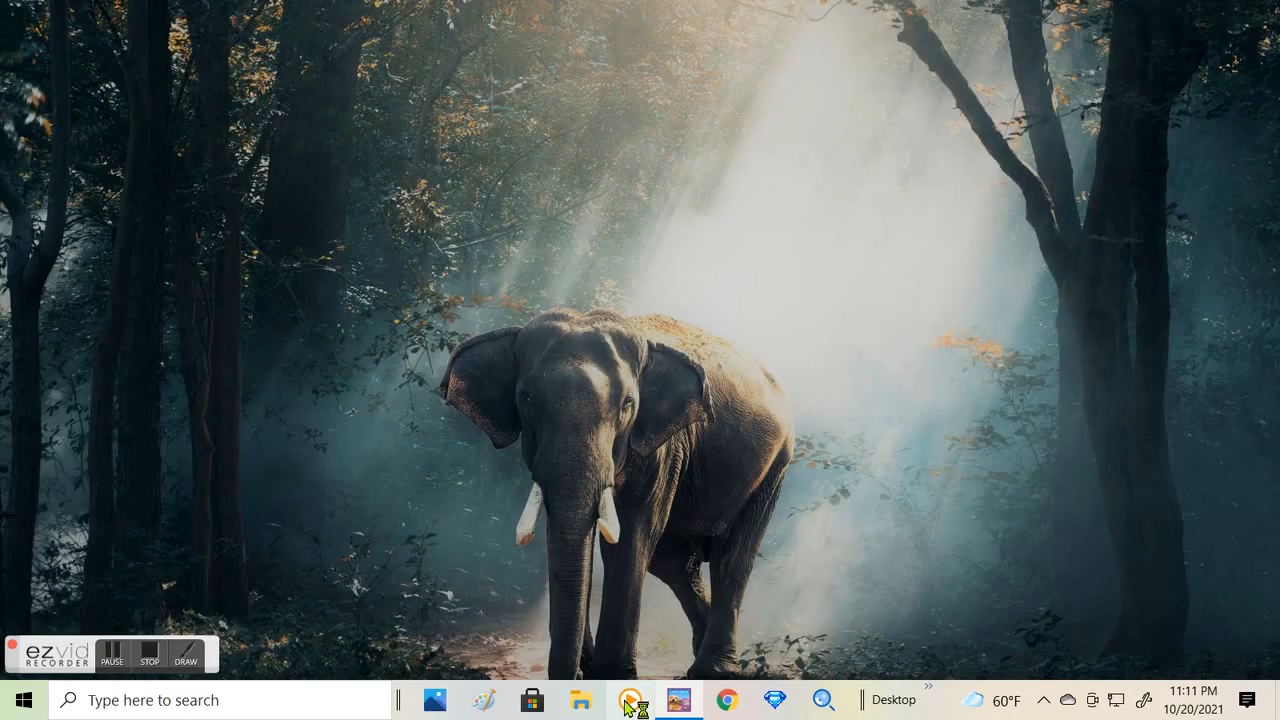 ezvid
RECORDER
PAUSE
STOP
DRAW
Type here to search
Desktop
»
60°F
11:11 PM
10/20/2021